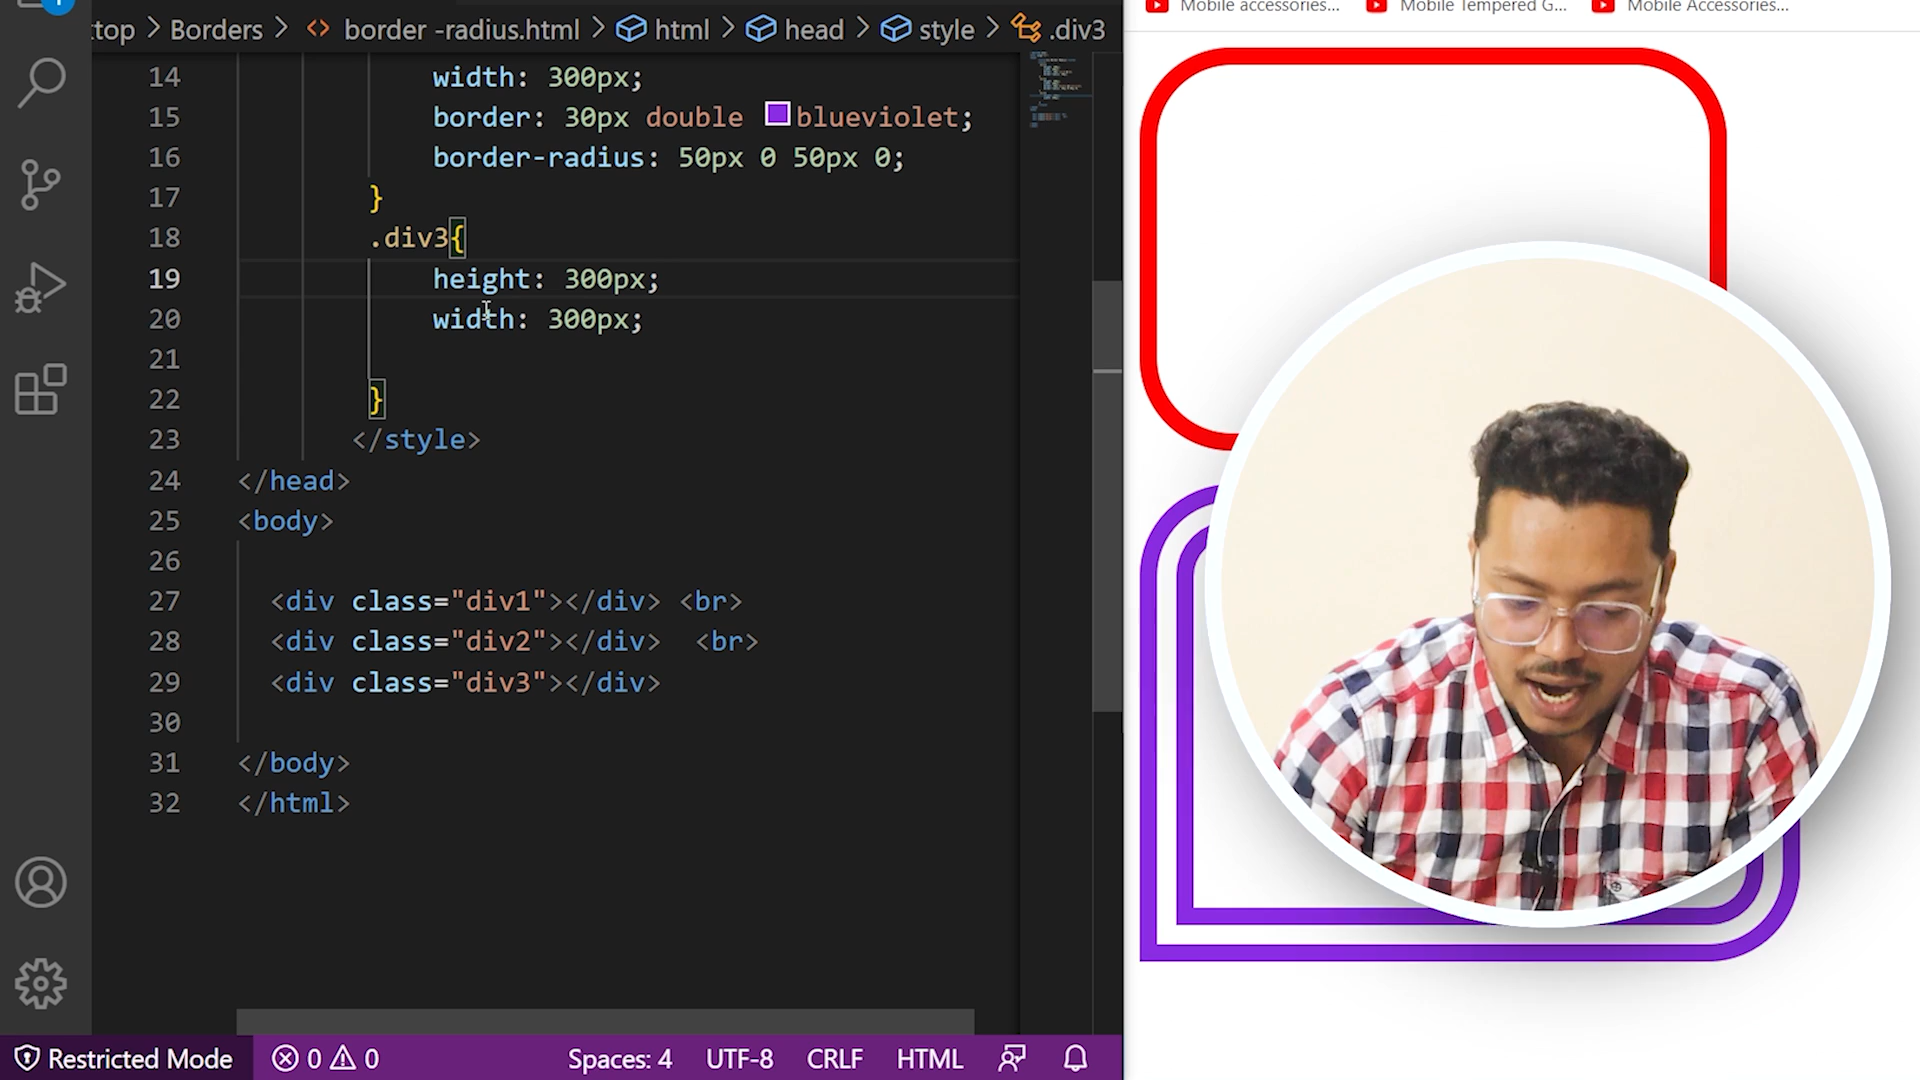 top > Borders > <> border -radius.html > html > head > style > .div3
Mobile accessories... Mobile Tempered G... Mobile Accessories...
14 width: 300px;
15 border: 30px double blueviolet;
16 border-radius: 50px 0 50px 0;
17 }
18 .div3{
19 height: 300px;
20 width: 300px;
21
22 }
23 </style>
24 </head>
25 <body>
26
27 <div class="div1"></div> <br>
28 <div class="div2"></div> <br>
29 <div class="div3"></div>
30
31 </body>
32 </html>
Restricted Mode 0 0 Spaces: 4 UTF-8 CRLF HTML